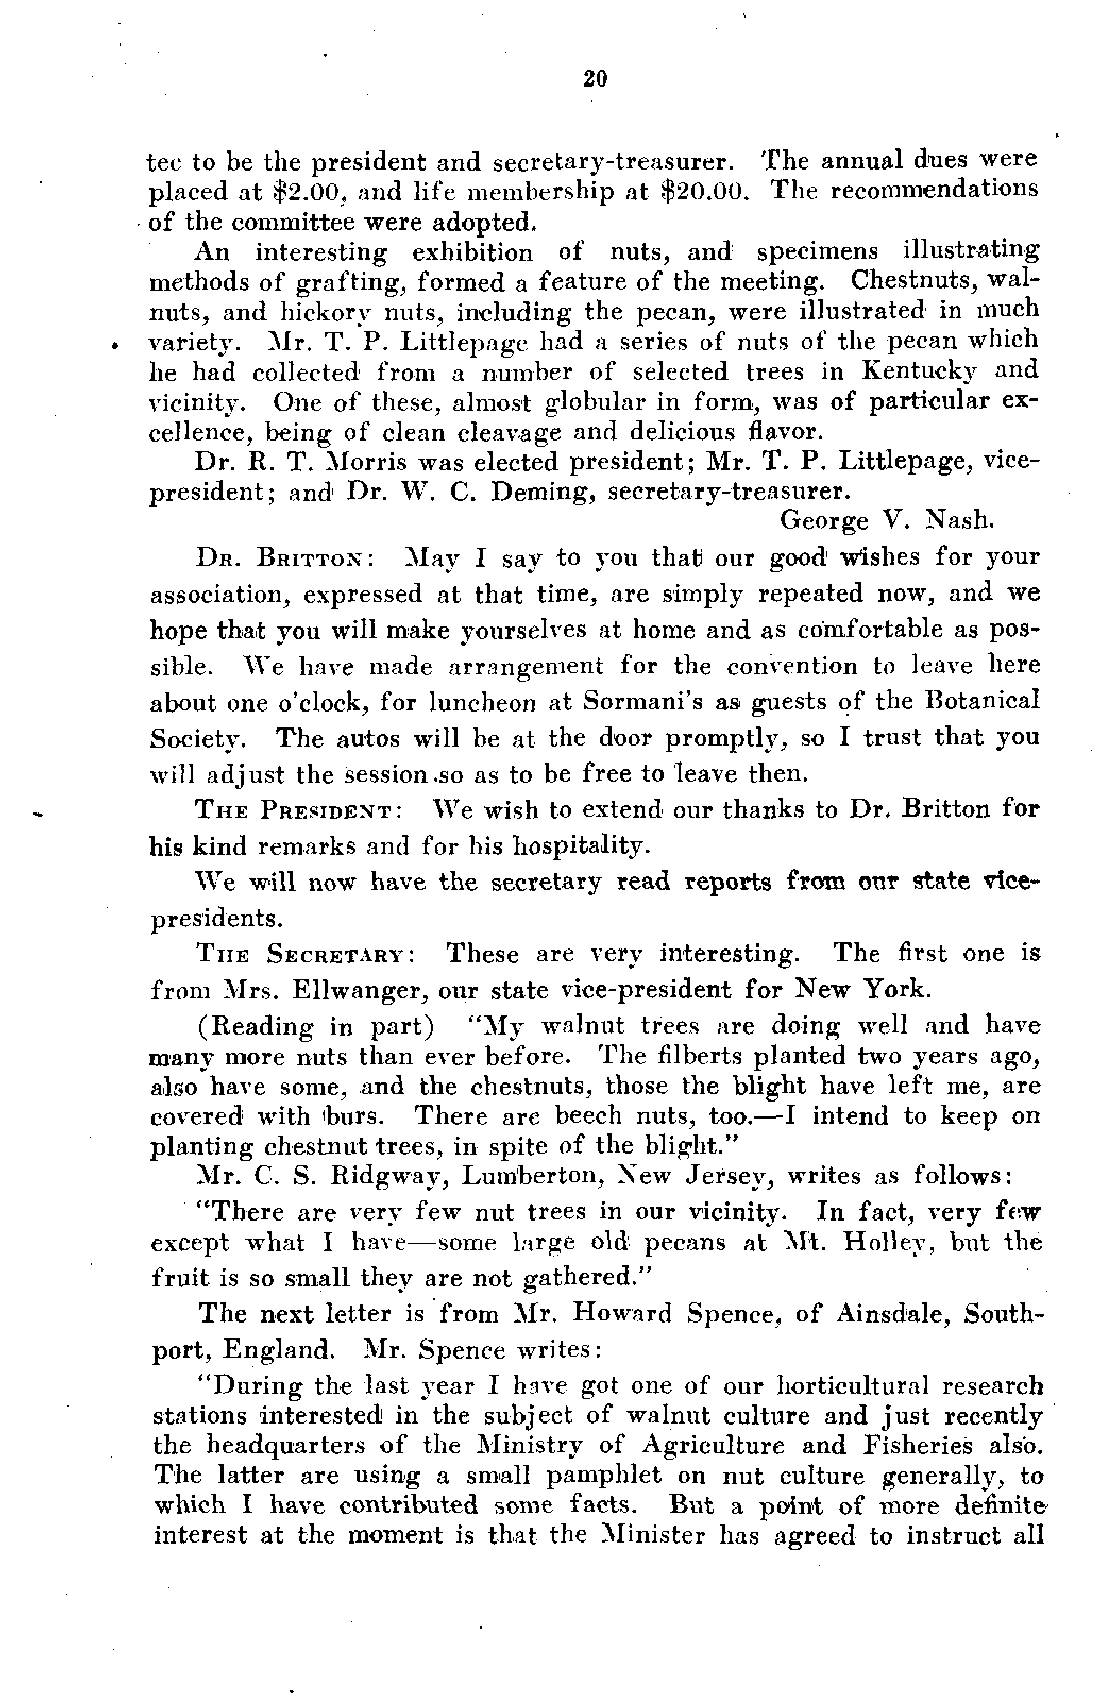 20
tee to be the president and secretary-treasurer. The annual dues were
placed at $2.00, and life membership at $20.00. The recommendations
of the committee were adopted.
An interesting exhibition of nuts, and specimens illustrating
methods of grafting, formed a feature of the meeting. Chestnuts, wal-
nuts, and hickory nuts, including the pecan, were illustrated in much
variety. Mr. T. P. Littlepage had a series of nuts of the pecan which
he had collected from a number of selected trees in Kentucky and
vicinity. One of these, almost globular in form, was of particular ex-
cellence, being of clean cleavage and delicious flavor.
Dr. R. T. Morris was elected president; Mr. T. P. Littlepage, vice-
president; and Dr. W. C. Deming, secretary-treasurer.
George V. Nash.
DR. BRITTON: May I say to you that our good wishes for your
association, expressed at that time, are simply repeated now, and we
hope that you will make yourselves at home and as comfortable as pos-
sible. We have made arrangement for the convention to leave here
about one o'clock, for luncheon at Sormani's as guests of the Botanical
Society. The autos will be at the door promptly, so I trust that you
will adjust the session so as to be free to leave then.
THE PRESIDENT: We wish to extend our thanks to Dr. Britton for
his kind remarks and for his hospitality.
We will now have the secretary read reports from our state vice-
presidents.
THE SECRETARY: These are very interesting. The first one is
from Mrs. Ellwanger, our state vice-president for New York.
(Reading in part) "My walnut trees are doing well and have
many more nuts than ever before. The filberts planted two years ago,
also have some, and the chestnuts, those the blight have left me, are
covered with burs. There are beech nuts, too.—I intend to keep on
planting chestnut trees, in spite of the blight."
Mr. C. S. Ridgway, Lumberton, New Jersey, writes as follows:
"There are very few nut trees in our vicinity. In fact, very few
except what I have—some large old pecans at Mt. Holley, but the
fruit is so small they are not gathered."
The next letter is from Mr. Howard Spence, of Ainsdale, South-
port, England. Mr. Spence writes:
"During the last year I have got one of our horticultural research
stations interested in the subject of walnut culture and just recently
the headquarters of the Ministry of Agriculture and Fisheries also.
The latter are using a small pamphlet on nut culture generally, to
which I have contributed some facts. But a point of more definite
interest at the moment is that the Minister has agreed to instruct all